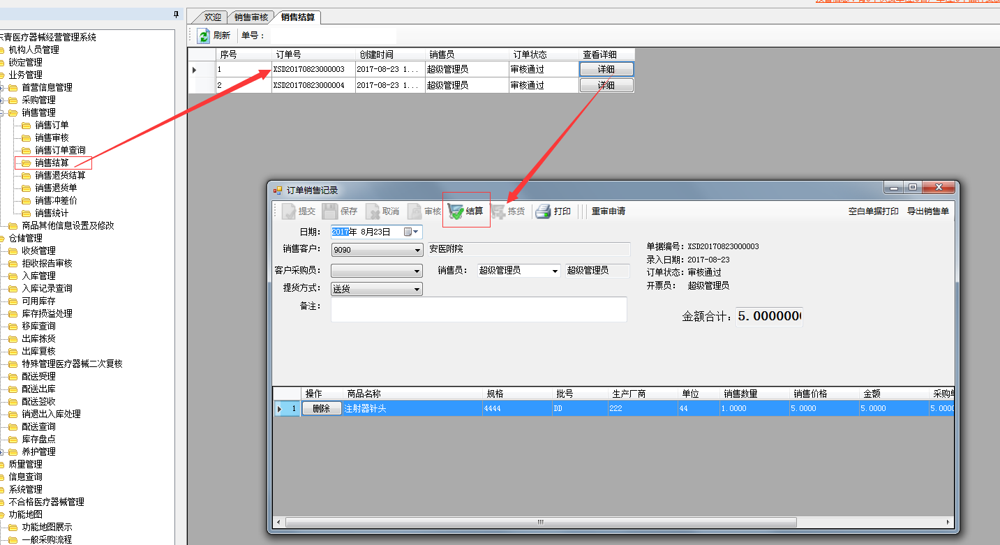 欢迎
销售审核
销售结算
刷新
单号：
东青医疗器械经营管理系统
机构人员管理
锁定管理
业务管理
首营信息管理
采购管理
销售管理
销售订单
销售审核
销售订单查询
销售结算
销售退货结算
销售退货单
销售冲差价
销售统计
商品其他信息设置及修改
仓储管理
收货管理
拒收报告审核
入库管理
入库记录查询
可用库存
库存损溢处理
移库查询
出库拣货
出库复核
特殊管理医疗器械二次复核
配送受理
配送出库
配送签收
销退出入库处理
配送查询
库存盘点
养护管理
质量管理
信息查询
系统管理
不合格医疗器械管理
功能地图
功能地图展示
一般采购流程
序号 订单号 创建时间 销售员 订单状态 查看详细
1 XSD20170823000003 2017-08-23 1... 超级管理员 审核通过 详细
2 XSD20170823000004 2017-08-23 1... 超级管理员 审核通过 详细
订单销售记录
提交 保存 取消 审核 结算 拣货 打印 重审申请 空白单据打印 导出销售单
日期： 2017年 8月23日
销售客户： 9090 安医附院
客户采购员： 销售员： 超级管理员 超级管理员
提货方式： 送货
备注：
单据编号：XSD20170823000003
录入日期：2017-08-23
订单状态：审核通过
开票员： 超级管理员
金额合计： 5.000000
操作 商品名称 规格 批号 生产厂商 单位 销售数量 销售价格 金额 采购单
1 删除 注射器针头 4444 DD 222 44 1.0000 5.0000 5.0000 5.0000